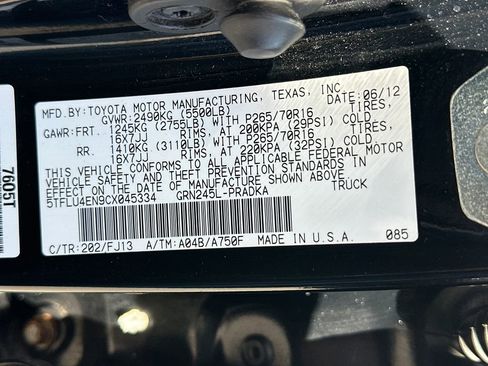 MFD.BY:TOYOTA MOTOR MANUFACTURING, TEXAS, INC.
GVWR:2490KG (5500LB) DATE:06/12
GAWR:FRT. 1245KG (2755LB) WITH P265/70R16 TIRES,
16X7JJ RIMS, AT 200KPA (29PSI) COLD
RR. 1410KG (3110LB) WITH P265/70R16 TIRES,
16X7JJ RIMS, AT 220KPA (32PSI) COLD
THIS VEHICLE CONFORMS TO ALL APPLICABLE FEDERAL MOTOR
VEHICLE SAFETY AND THEFT PREVENTION STANDARDS IN
EFFECT ON THE DATE OF MANUFACTURE SHOWN ABOVE.
5TFLU4EN9CX045334 GRN245L-PRADKA TRUCK
C/TR:202/FJ13 A/TM:A04B/A750F MADE IN U.S.A. 085
7605T